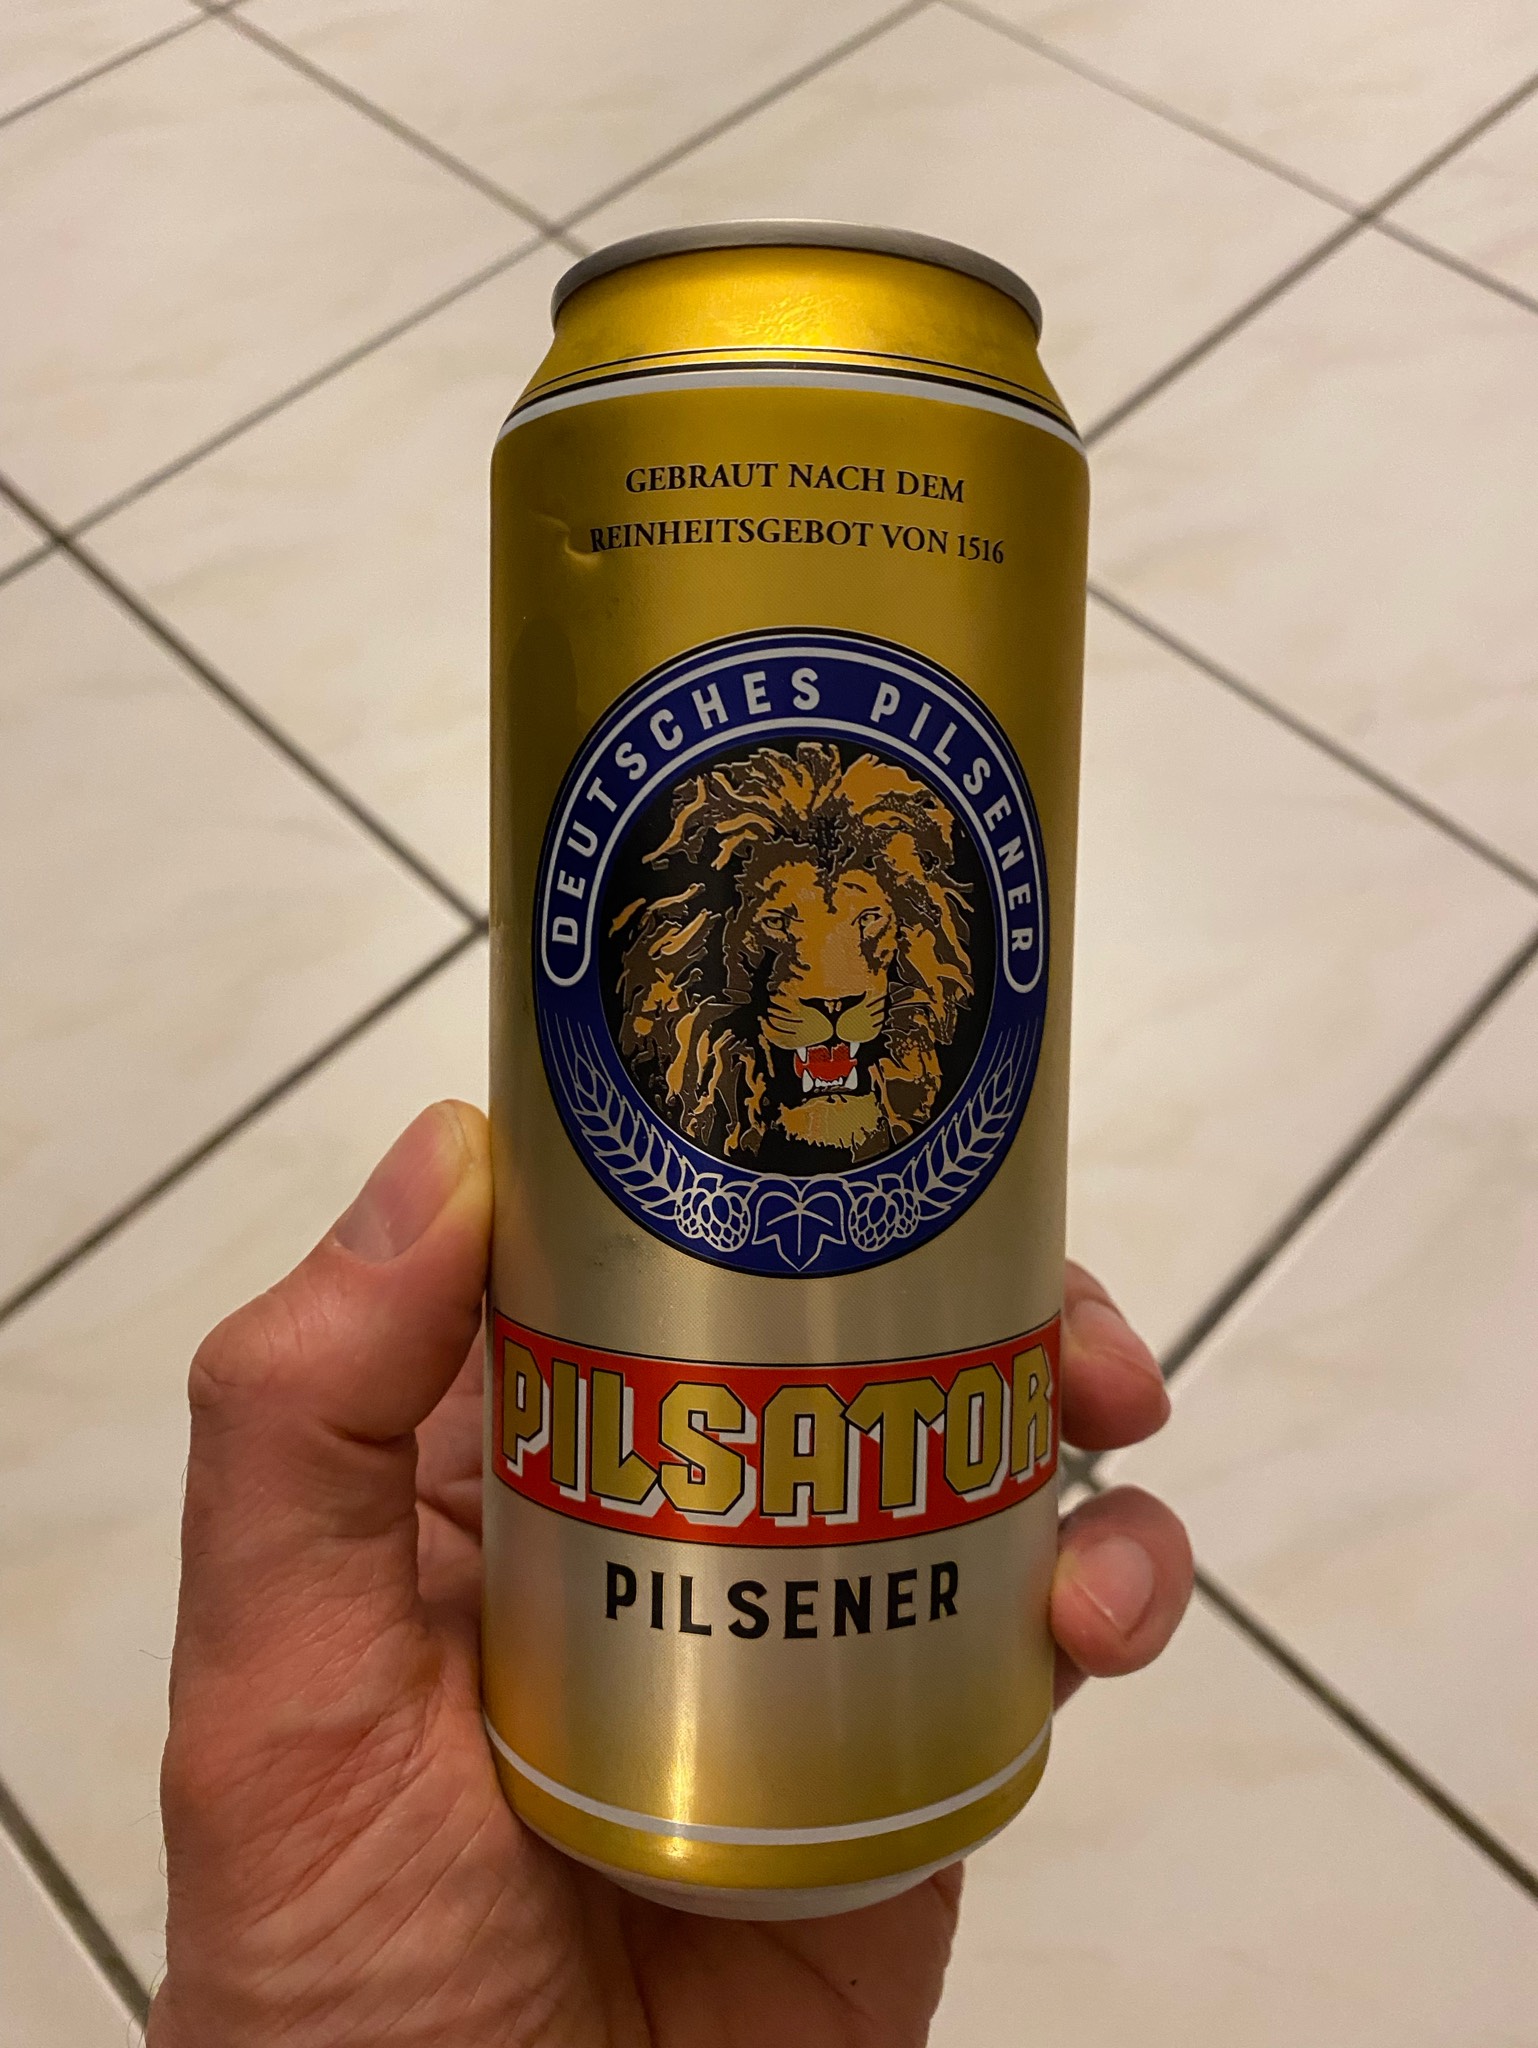 GEBRAUT NACH DEM
REINHEITSGEBOT VON 1516
DEUTSCHES PILSENER
PILSATOR
PILSENER